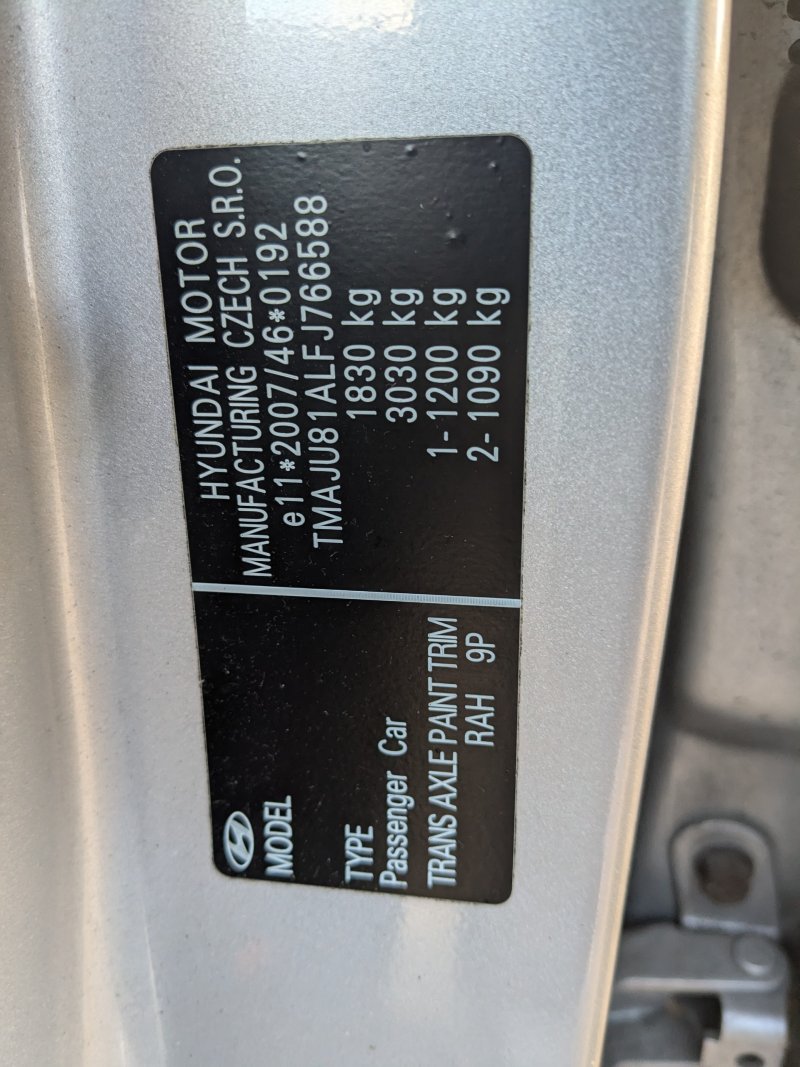 HYUNDAI MOTOR
MANUFACTURING CZECH S.R.O.
e11*2007/46*0192
TMAJU81ALFJ766588
1830 kg
3030 kg
1- 1200 kg
2- 1090 kg
MODEL
TYPE
Passenger Car
TRANS AXLE PAINT TRIM
RAH 9P